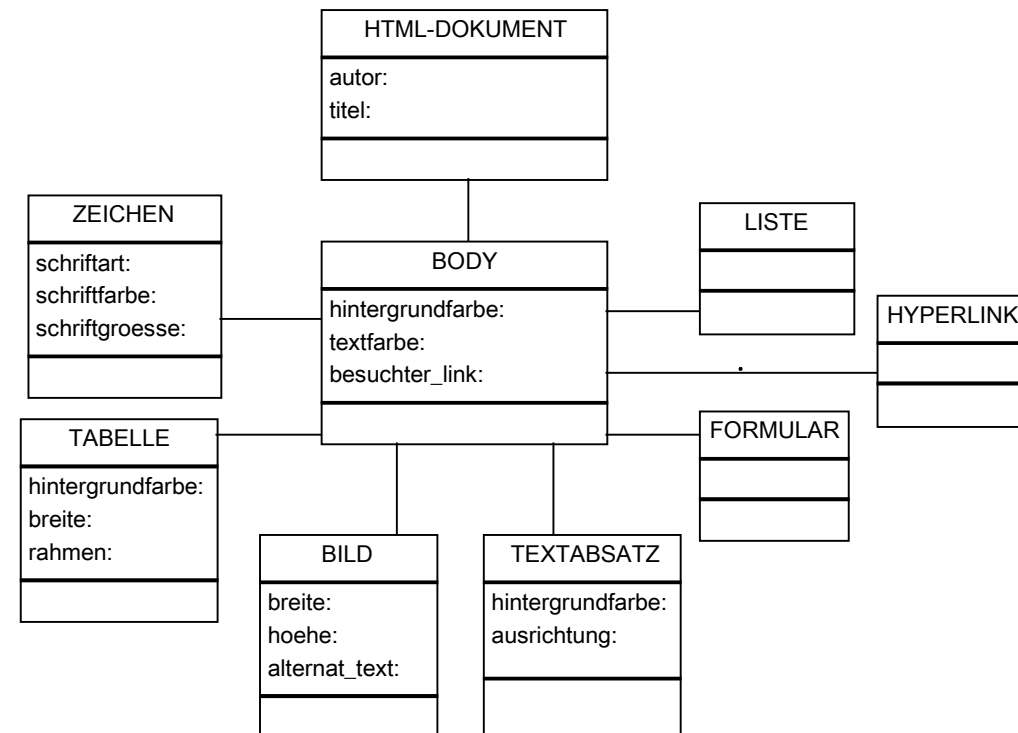 HTML-DOKUMENT
autor:
titel:
ZEICHEN
schriftart:
schriftfarbe:
schriftgroesse:
BODY
hintergrundfarbe:
textfarbe:
besuchter_link:
LISTE
HYPERLINK
TABELLE
hintergrundfarbe:
breite:
rahmen:
FORMULAR
BILD
breite:
hoehe:
alternat_text:
TEXTABSATZ
hintergrundfarbe:
ausrichtung: